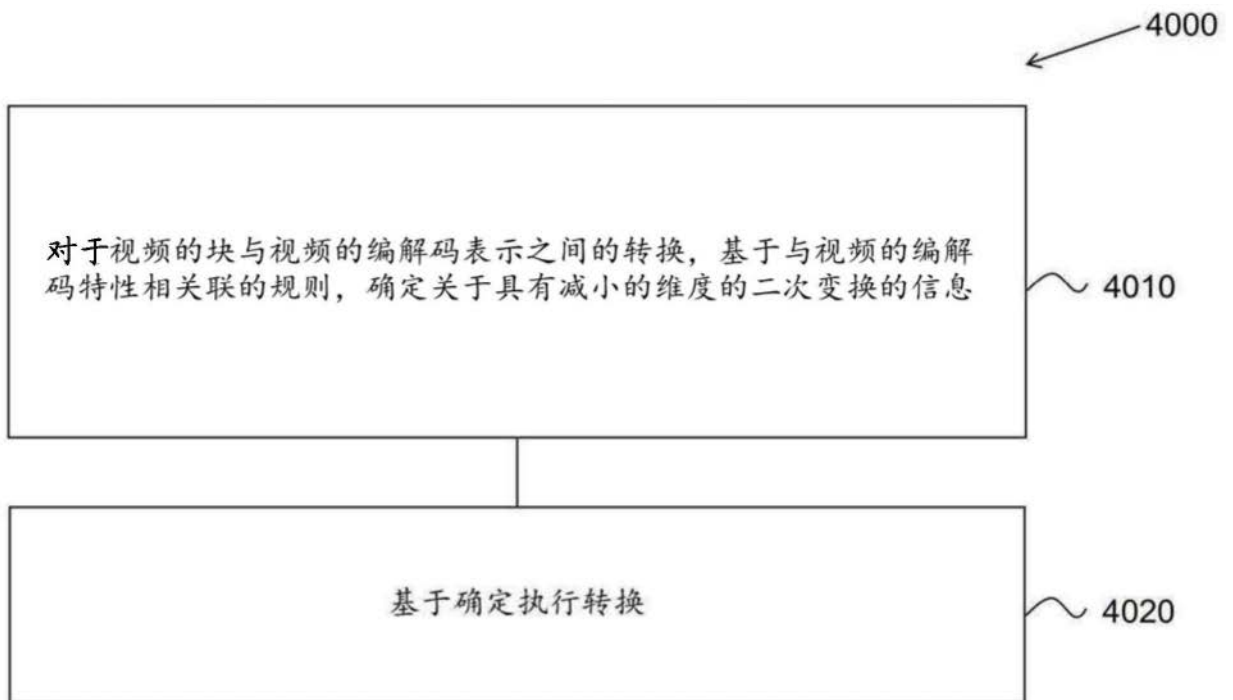 4000
对于视频的块与视频的编解码表示之间的转换，基于与视频的编解
码特性相关联的规则，确定关于具有减小的维度的二次变换的信息
4010
基于确定执行转换
4020